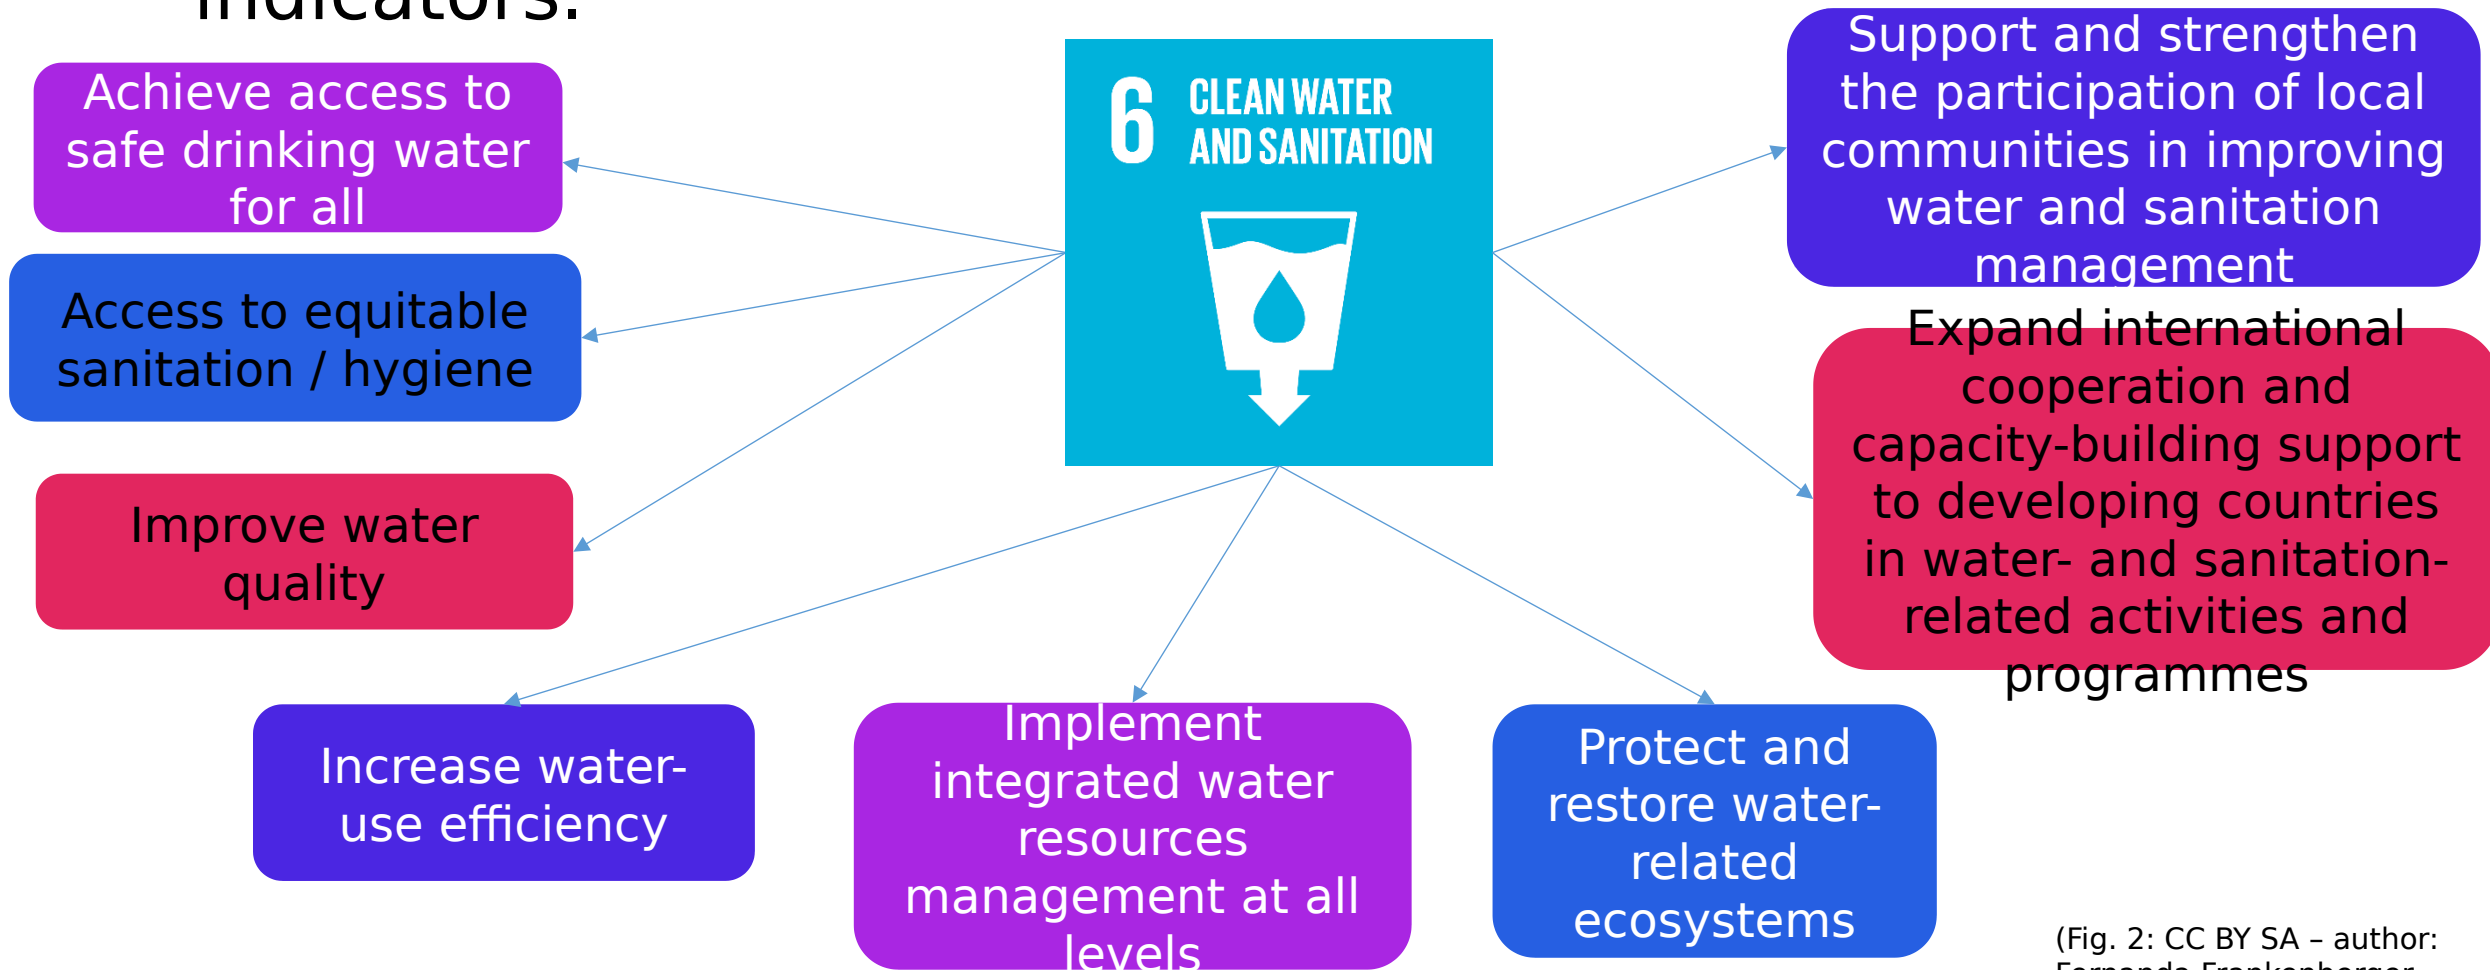 indicators:
Achieve access to
safe drinking water
for all
Access to equitable
sanitation / hygiene
Improve water
quality
6 CLEAN WATER
AND SANITATION
Support and strengthen
the participation of local
communities in improving
water and sanitation
management
Expand international
cooperation and
capacity-building support
to developing countries
in water- and sanitation-
related activities and
programmes
Increase water-
use efficiency
Implement
integrated water
resources
management at all
levels
Protect and
restore water-
related
ecosystems
(Fig. 2: CC BY SA – author:
Fernanda Frankenberger